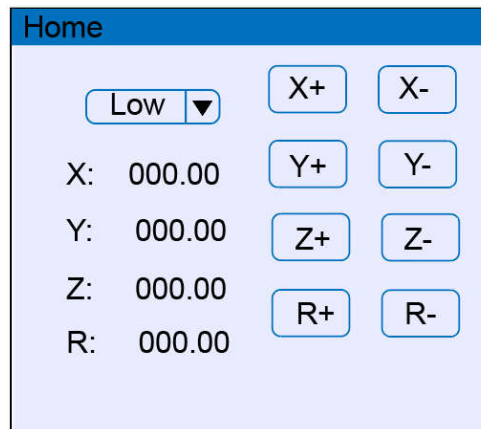 Home
Low X+ X-
X: 000.00 Y+ Y-
Y: 000.00 Z+ Z-
Z: 000.00
R: 000.00 R+ R-